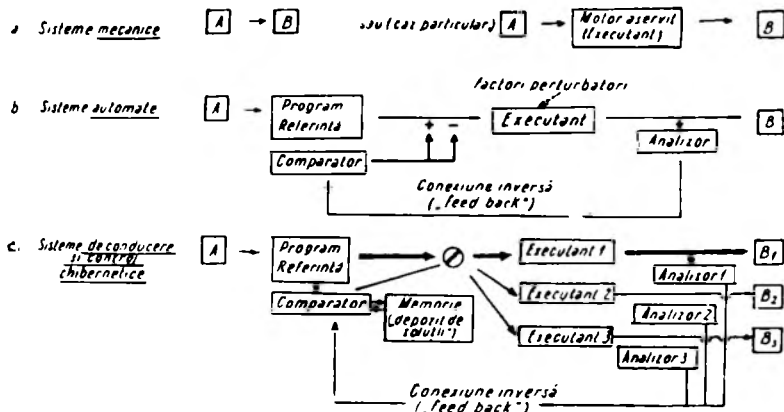 a Sisteme mecanice A B sau (caz particular) A Motor aservit B
(Executant)
factori perturbatori
b Sisteme automate A Program Executant B
Referință + − +
Comparator Analizor
Conexiune inversă
("feed back")
c. Sisteme de conducere A Program Executant 1 B1
și control Referință Analizor 1
chibernetice
Comparator Memorie Executant 2 B2
("depozit de Analizor 2
soluții") Executant 3 B3
Analizor 3
Conexiune inversă
("feed back")